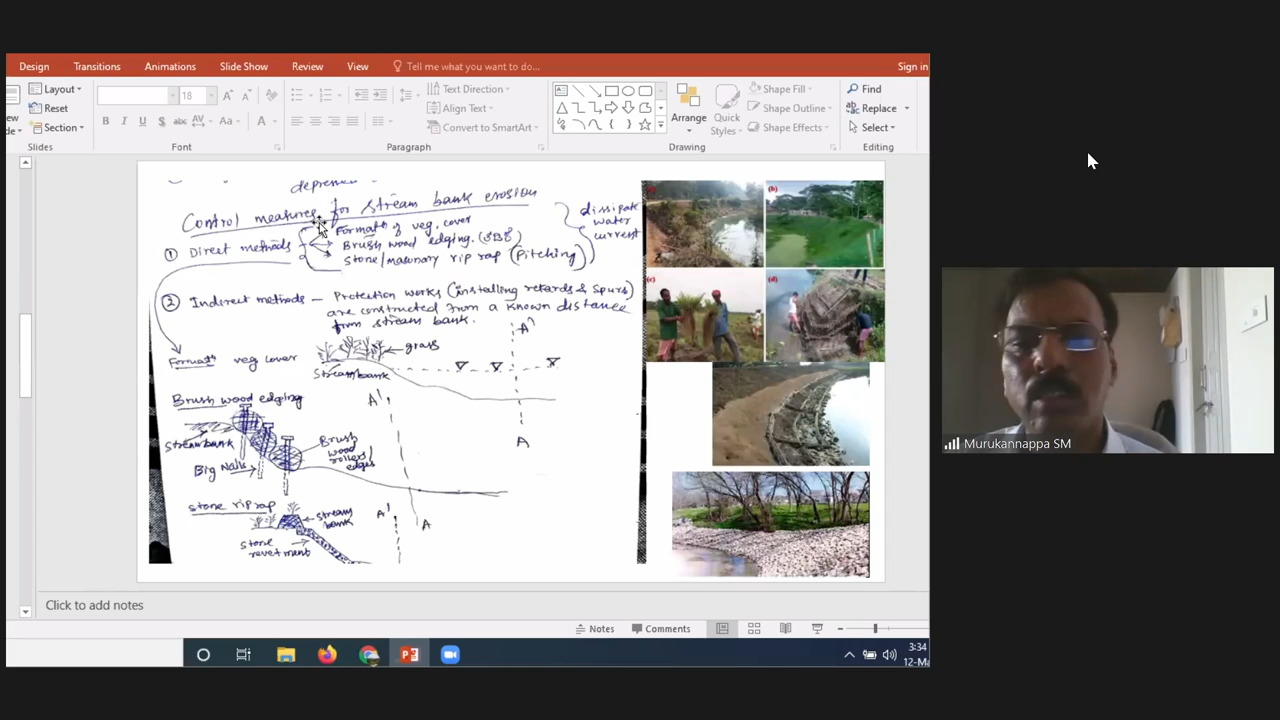 Design Transitions Animations Slide Show Review View Tell me what you want to do... Sign in
Layout
Reset
Section
18
Text Direction
Align Text
Convert to SmartArt
Arrange
Quick
Styles
Shape Fill
Shape Outline
Shape Effects
Find
Replace
Select
Slides Font Paragraph Drawing Editing
Control measures for stream bank erosion
① Direct methods
Format^n of veg. cover
Brush wood edging.
Stone/masonary rip rap (Pitching)
dissipate
water
current
② Indirect methods – Protection works (installing retards & spurs)
are constructed from a known distance
from stream bank.
A'
grass
Format^n veg cover
Stream bank
Brush wood edging
A'
A
Stream bank
Brush
wood
rollers/
edges
Big Nails
stone rip rap
stream
bank
A'
A
stone
revetment
(a)
(b)
(c)
(d)
Click to add notes
Notes Comments
3:34
12-Ma
Murukannappa SM